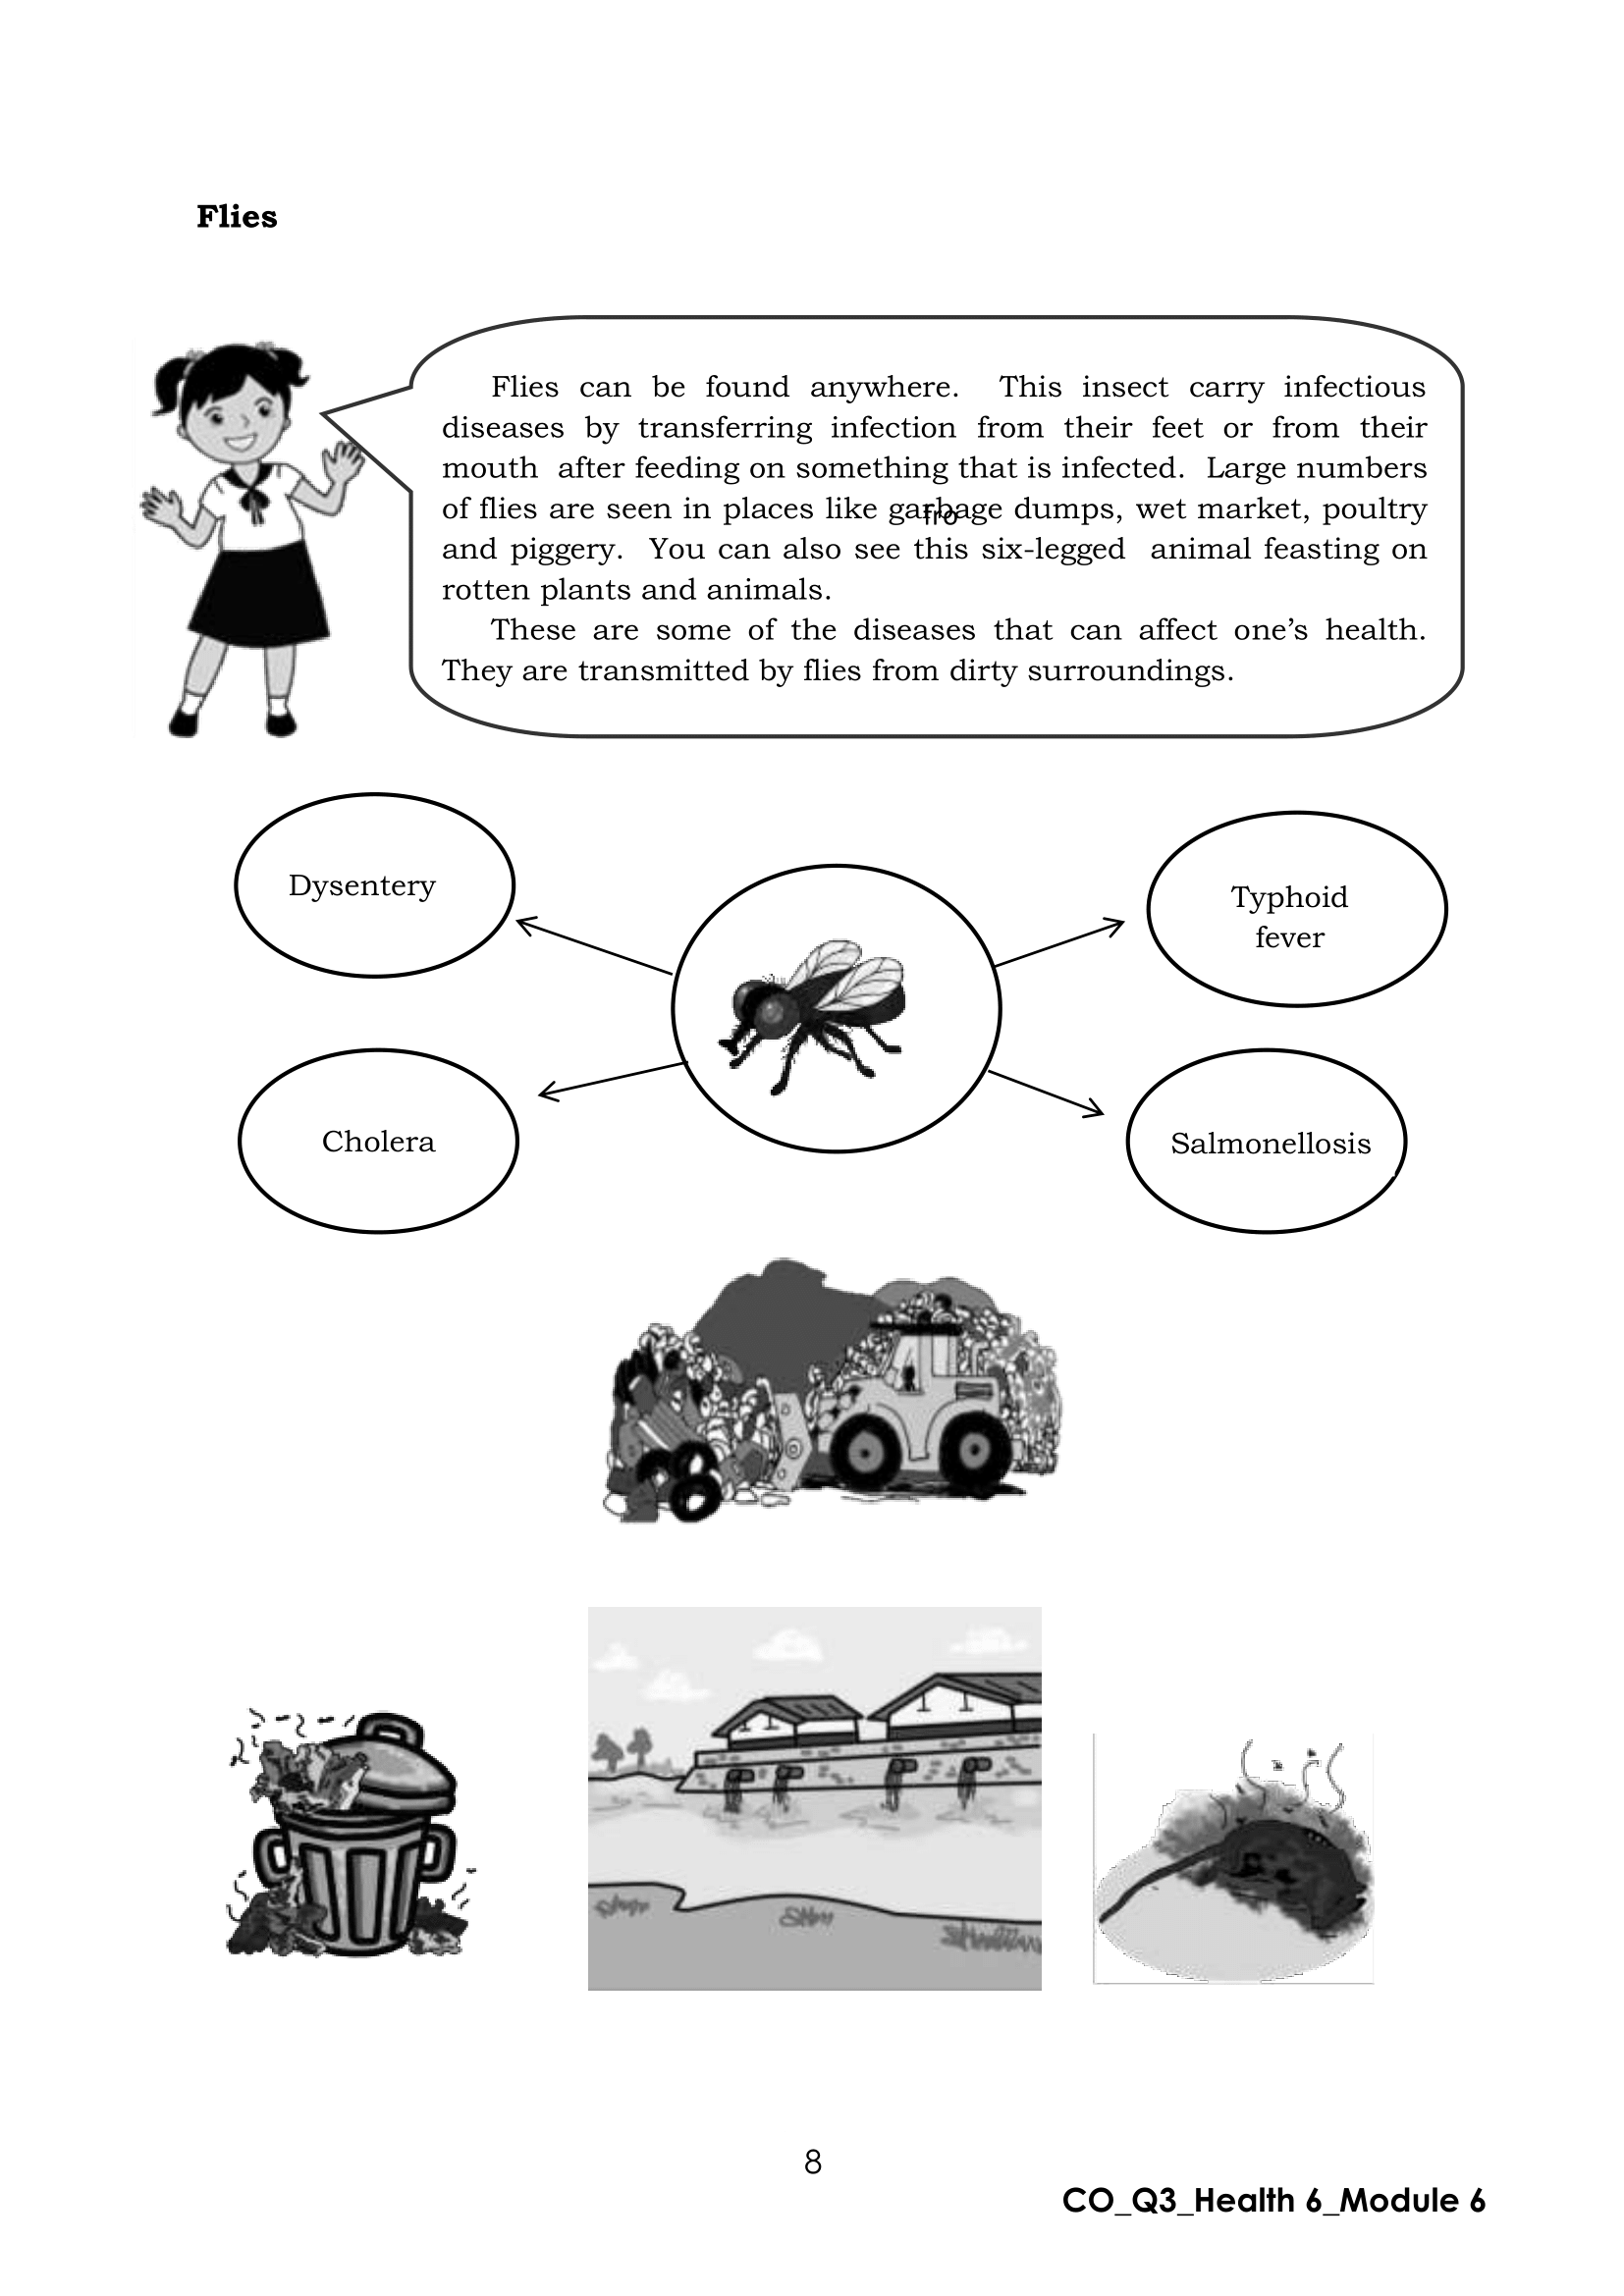 Flies
Flies can be found anywhere. This insect carry infectious
diseases by transferring infection from their feet or from their
mouth after feeding on something that is infected. Large numbers
of flies are seen in places like garbage dumps, wet market, poultry
fro
and piggery. You can also see this six-legged animal feasting on
rotten plants and animals.
These are some of the diseases that can affect one’s health.
They are transmitted by flies from dirty surroundings.
Dysentery
Typhoid
fever
Cholera
Salmonellosis
8
CO_Q3_Health 6_Module 6